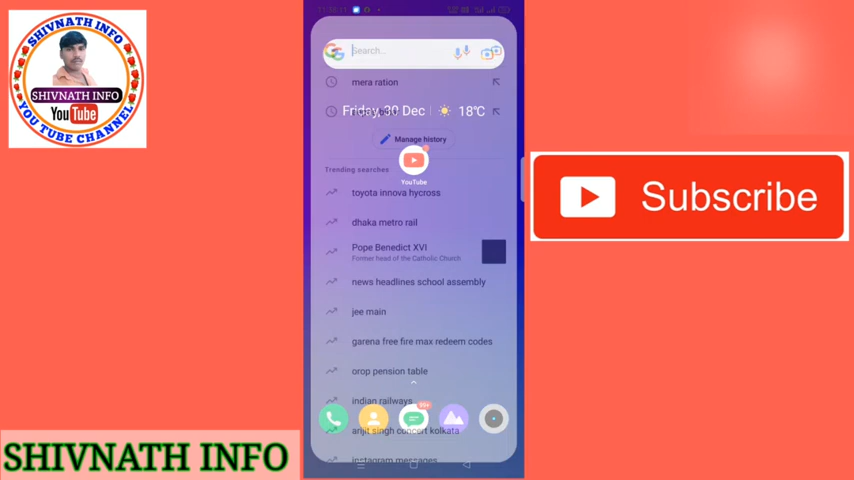 SHIVNATH INFO
SHIVNATH INFO
You Tube
YOU TUBE CHANNEL
SHIVNATH INFO
Search...
mera ration
Friday, 30 Dec
18°C
Manage history
YouTube
Trending searches
toyota innova hycross
dhaka metro rail
Pope Benedict XVI
Former head of the Catholic Church
news headlines school assembly
jee main
garena free fire max redeem codes
orop pension table
indian railways
arijit singh concert kolkata
instagram messages
Subscribe